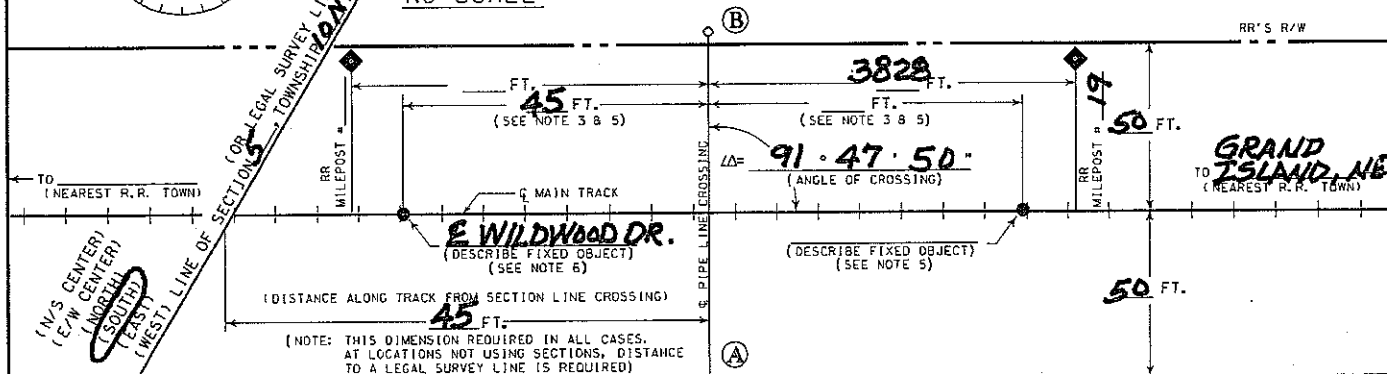 NO SCALE
(OR LEGAL SURVEY LI
SECTION 5, TOWNSHIP 10N
B
RR'S R/W
____ FT.
3828 FT.
45 FT.
____ FT.
(SEE NOTE 3 & 5)
(SEE NOTE 3 & 5)
RR MILEPOST #
RR MILEPOST # 19
50 FT.
∠Δ= 91 · 47 · 50 "
(ANGLE OF CROSSING)
TO
(NEAREST R.R. TOWN)
TO GRAND ISLAND, NE
(NEAREST R.R. TOWN)
℄ MAIN TRACK
℄ PIPE LINE CROSSING
℄ WILDWOOD DR.
(DESCRIBE FIXED OBJECT)
(SEE NOTE 6)
(DESCRIBE FIXED OBJECT)
(SEE NOTE 5)
(N/S CENTER)
(E/W CENTER)
(NORTH)
(SOUTH)
(EAST)
(WEST) LINE OF
(DISTANCE ALONG TRACK FROM SECTION LINE CROSSING)
45 FT.
50 FT.
(NOTE: THIS DIMENSION REQUIRED IN ALL CASES.
AT LOCATIONS NOT USING SECTIONS, DISTANCE
TO A LEGAL SURVEY LINE IS REQUIRED)
A